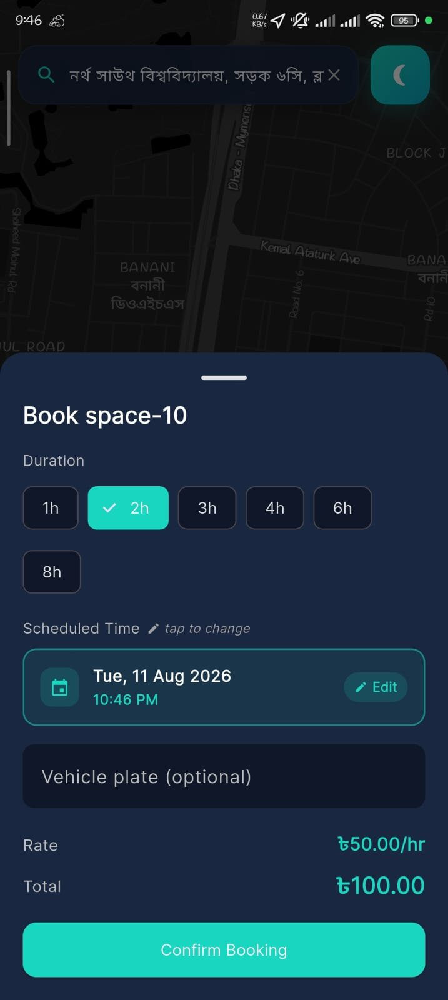 9:46
0.67
KB/s
95
নর্থ সাউথ বিশ্ববিদ্যালয়, সড়ক ৬সি, ব্ল
Dhaka - Mymens
BLOCK J
Shaheed Moinul Rd
Kemal Ataturk Ave
BANANI
বনানী
ডিওএইচএস
BANA
বনানী
Road No. 6
Rd 10
UL ROAD
Book space-10
Duration
1h
2h
3h
4h
6h
8h
Scheduled Time tap to change
Tue, 11 Aug 2026
10:46 PM
Edit
Vehicle plate (optional)
Rate
৳50.00/hr
Total
৳100.00
Confirm Booking